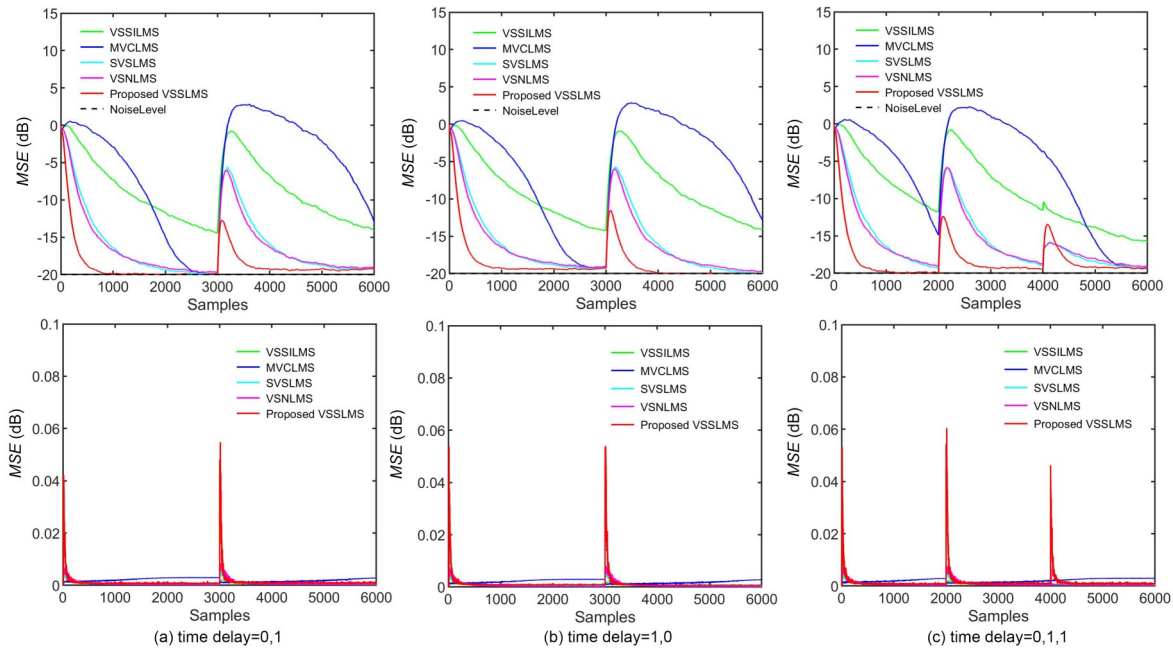 15
10
5
0
-5
-10
-15
-20
MSE (dB)
VSSILMS
MVCLMS
SVSLMS
VSNLMS
Proposed VSSLMS
NoiseLevel
0 1000 2000 3000 4000 5000 6000
Samples
15
10
5
0
-5
-10
-15
-20
MSE (dB)
VSSILMS
MVCLMS
SVSLMS
VSNLMS
Proposed VSSLMS
NoiseLevel
0 1000 2000 3000 4000 5000 6000
Samples
15
10
5
0
-5
-10
-15
-20
MSE (dB)
VSSILMS
MVCLMS
SVSLMS
VSNLMS
Proposed VSSLMS
NoiseLevel
0 1000 2000 3000 4000 5000 6000
Samples
0.1
0.08
0.06
0.04
0.02
0
MSE (dB)
VSSILMS
MVCLMS
SVSLMS
VSNLMS
Proposed VSSLMS
0 1000 2000 3000 4000 5000 6000
Samples
(a) time delay=0,1
0.1
0.08
0.06
0.04
0.02
0
MSE (dB)
VSSILMS
MVCLMS
SVSLMS
VSNLMS
Proposed VSSLMS
0 1000 2000 3000 4000 5000 6000
Samples
(b) time delay=1,0
0.1
0.08
0.06
0.04
0.02
0
MSE (dB)
VSSILMS
MVCLMS
SVSLMS
VSNLMS
Proposed VSSLMS
0 1000 2000 3000 4000 5000 6000
Samples
(c) time delay=0,1,1